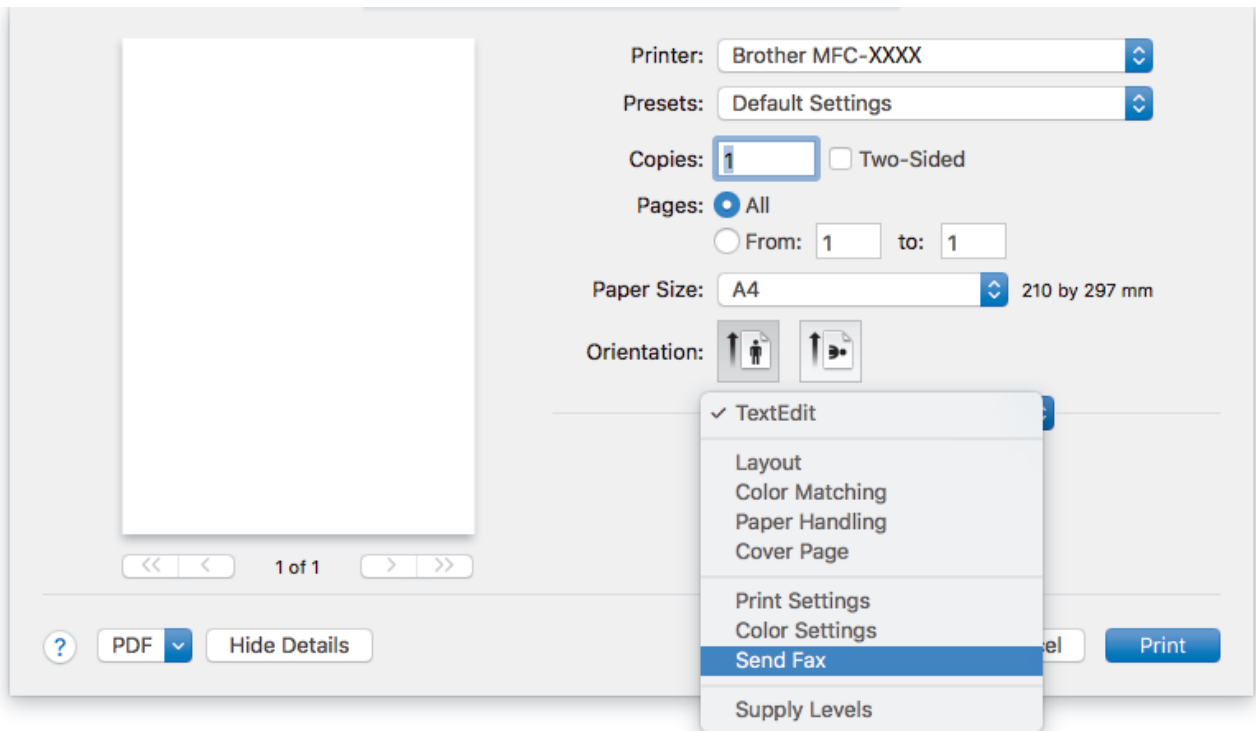 Printer: Brother MFC-XXXX
Presets: Default Settings
Copies: 1 Two-Sided
Pages: All
From: 1 to: 1
Paper Size: A4 210 by 297 mm
Orientation:
✓ TextEdit
Layout
Color Matching
Paper Handling
Cover Page
<< < 1 of 1 > >>
Print Settings
Color Settings
Send Fax
? PDF Hide Details Print
Supply Levels